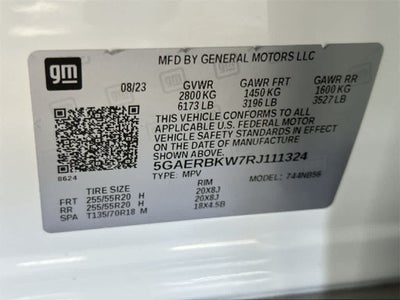 gm
MFD BY GENERAL MOTORS LLC
08/23 GVWR GAWR FRT GAWR RR
2800 KG 1450 KG 1600 KG
6173 LB 3196 LB 3527 LB
THIS VEHICLE CONFORMS TO ALL
APPLICABLE U.S. FEDERAL MOTOR
VEHICLE SAFETY STANDARDS IN EFFECT ON THE
DATE OF MANUFACTURE SHOWN ABOVE.
5GAERBKW7RJ111324
0624 TYPE: MPV MODEL: 744NB56
TIRE SIZE RIM
FRT 255/55R20 H 20X8J
RR 255/55R20 H 20X8J
SPA T135/70R18 M 18X4.5B